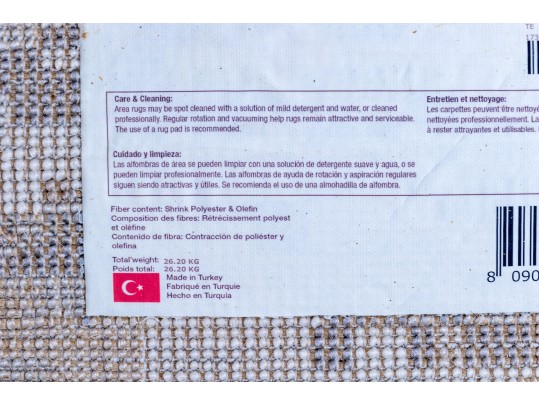 TE
173
Care & Cleaning:
Area rugs may be spot cleaned with a solution of mild detergent and water, or cleaned
professionally. Regular rotation and vacuuming help rugs remain attractive and serviceable.
The use of a rug pad is recommended.
Entretien et nettoyage:
Les carpettes peuvent être nettoy
nettoyées professionnellement. La
à rester attrayantes et utilisables.
Cuidado y limpieza:
Las alfombras de área se pueden limpiar con una solución de detergente suave y agua, o se
pueden limpiar profesionalmente. Las alfombras de ayuda de rotación y aspiración regulares
siguen siendo atractivas y útiles. Se recomienda el uso de una almohadilla de alfombra.
Fiber content: Shrink Polyester & Olefin
Composition des fibres: Rétrécissement polyest
et oléfine
Contenido de fibra: Contracción de poliéster y
olefina
Total'weight: 26.20 KG
Poids total: 26.20 KG
Made in Turkey
Fabriqué en Turquie
Hecho en Turquia
8 090